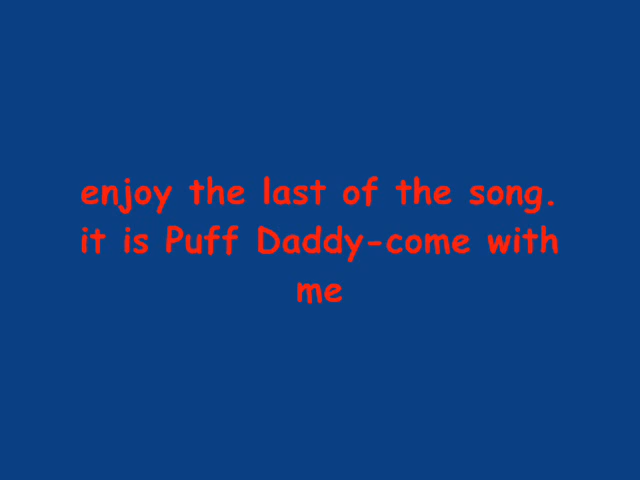 enjoy the last of the song.
it is Puff Daddy-come with
me